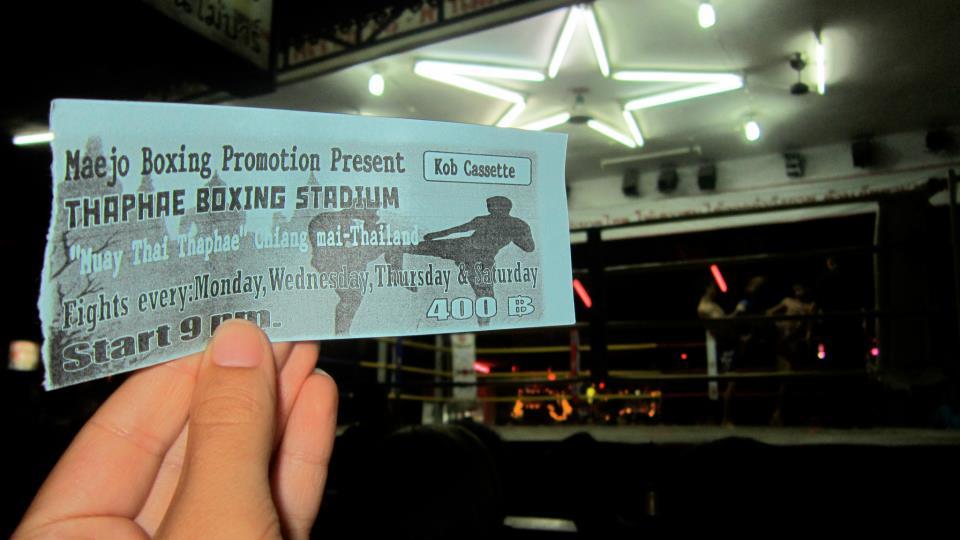 Maejo Boxing Promotion Present
Kob Cassette
THAPHAE BOXING STADIUM
"Muay Thai Thaphae" Chiang mai-Thailand
Fights every:Monday,Wednesday,Thursday & Saturday
400 ฿
Start 9 pm.